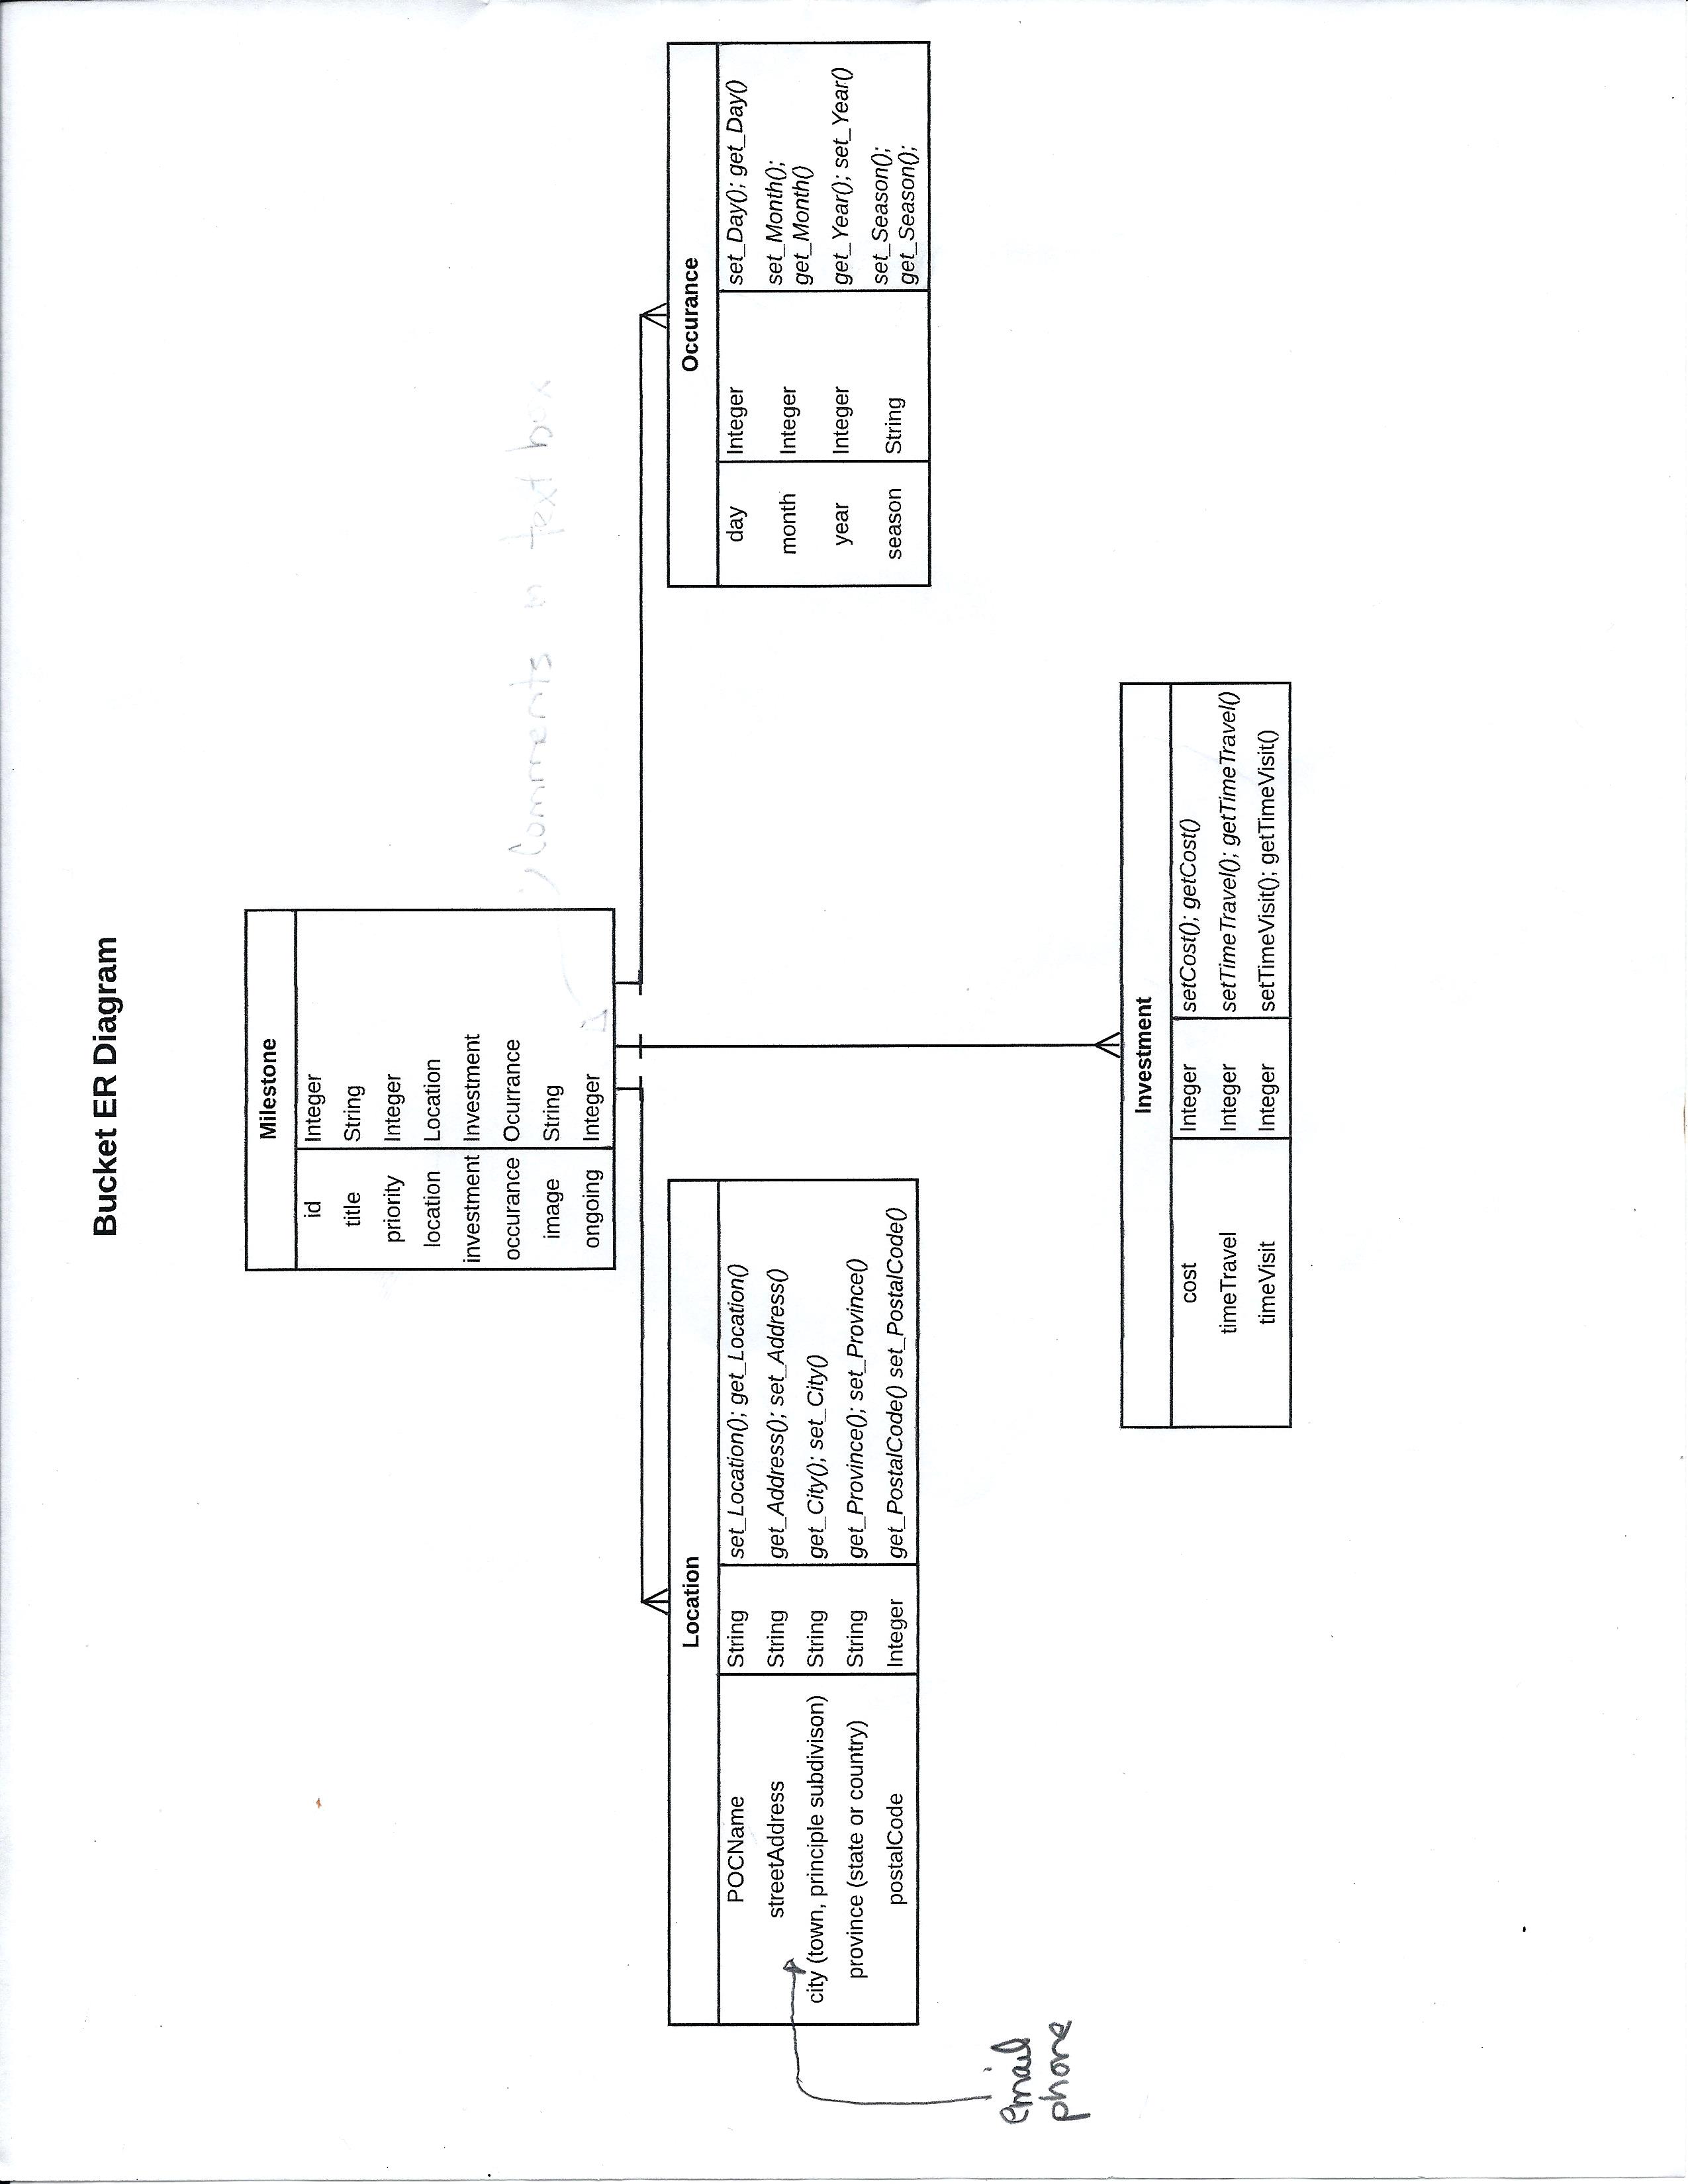 Bucket ER Diagram
Milestone
id Integer
title String
priority Integer
location Location
investment Investment
occurance Ocurrance
image String
ongoing Integer
Comments in text box
Location
POCName String set_Location(); get_Location()
streetAddress String get_Address(); set_Address()
city (town, principle subdivison) String get_City(); set_City()
province (state or country) String get_Province(); set_Province()
postalCode Integer get_PostalCode() set_PostalCode()
email
phone
Occurance
day Integer set_Day(); get_Day()
month Integer set_Month();
get_Month()
year Integer get_Year(); set_Year()
season String set_Season();
get_Season();
Investment
cost Integer setCost(); getCost()
timeTravel Integer setTimeTravel(); getTimeTravel()
timeVisit Integer setTimeVisit(); getTimeVisit()